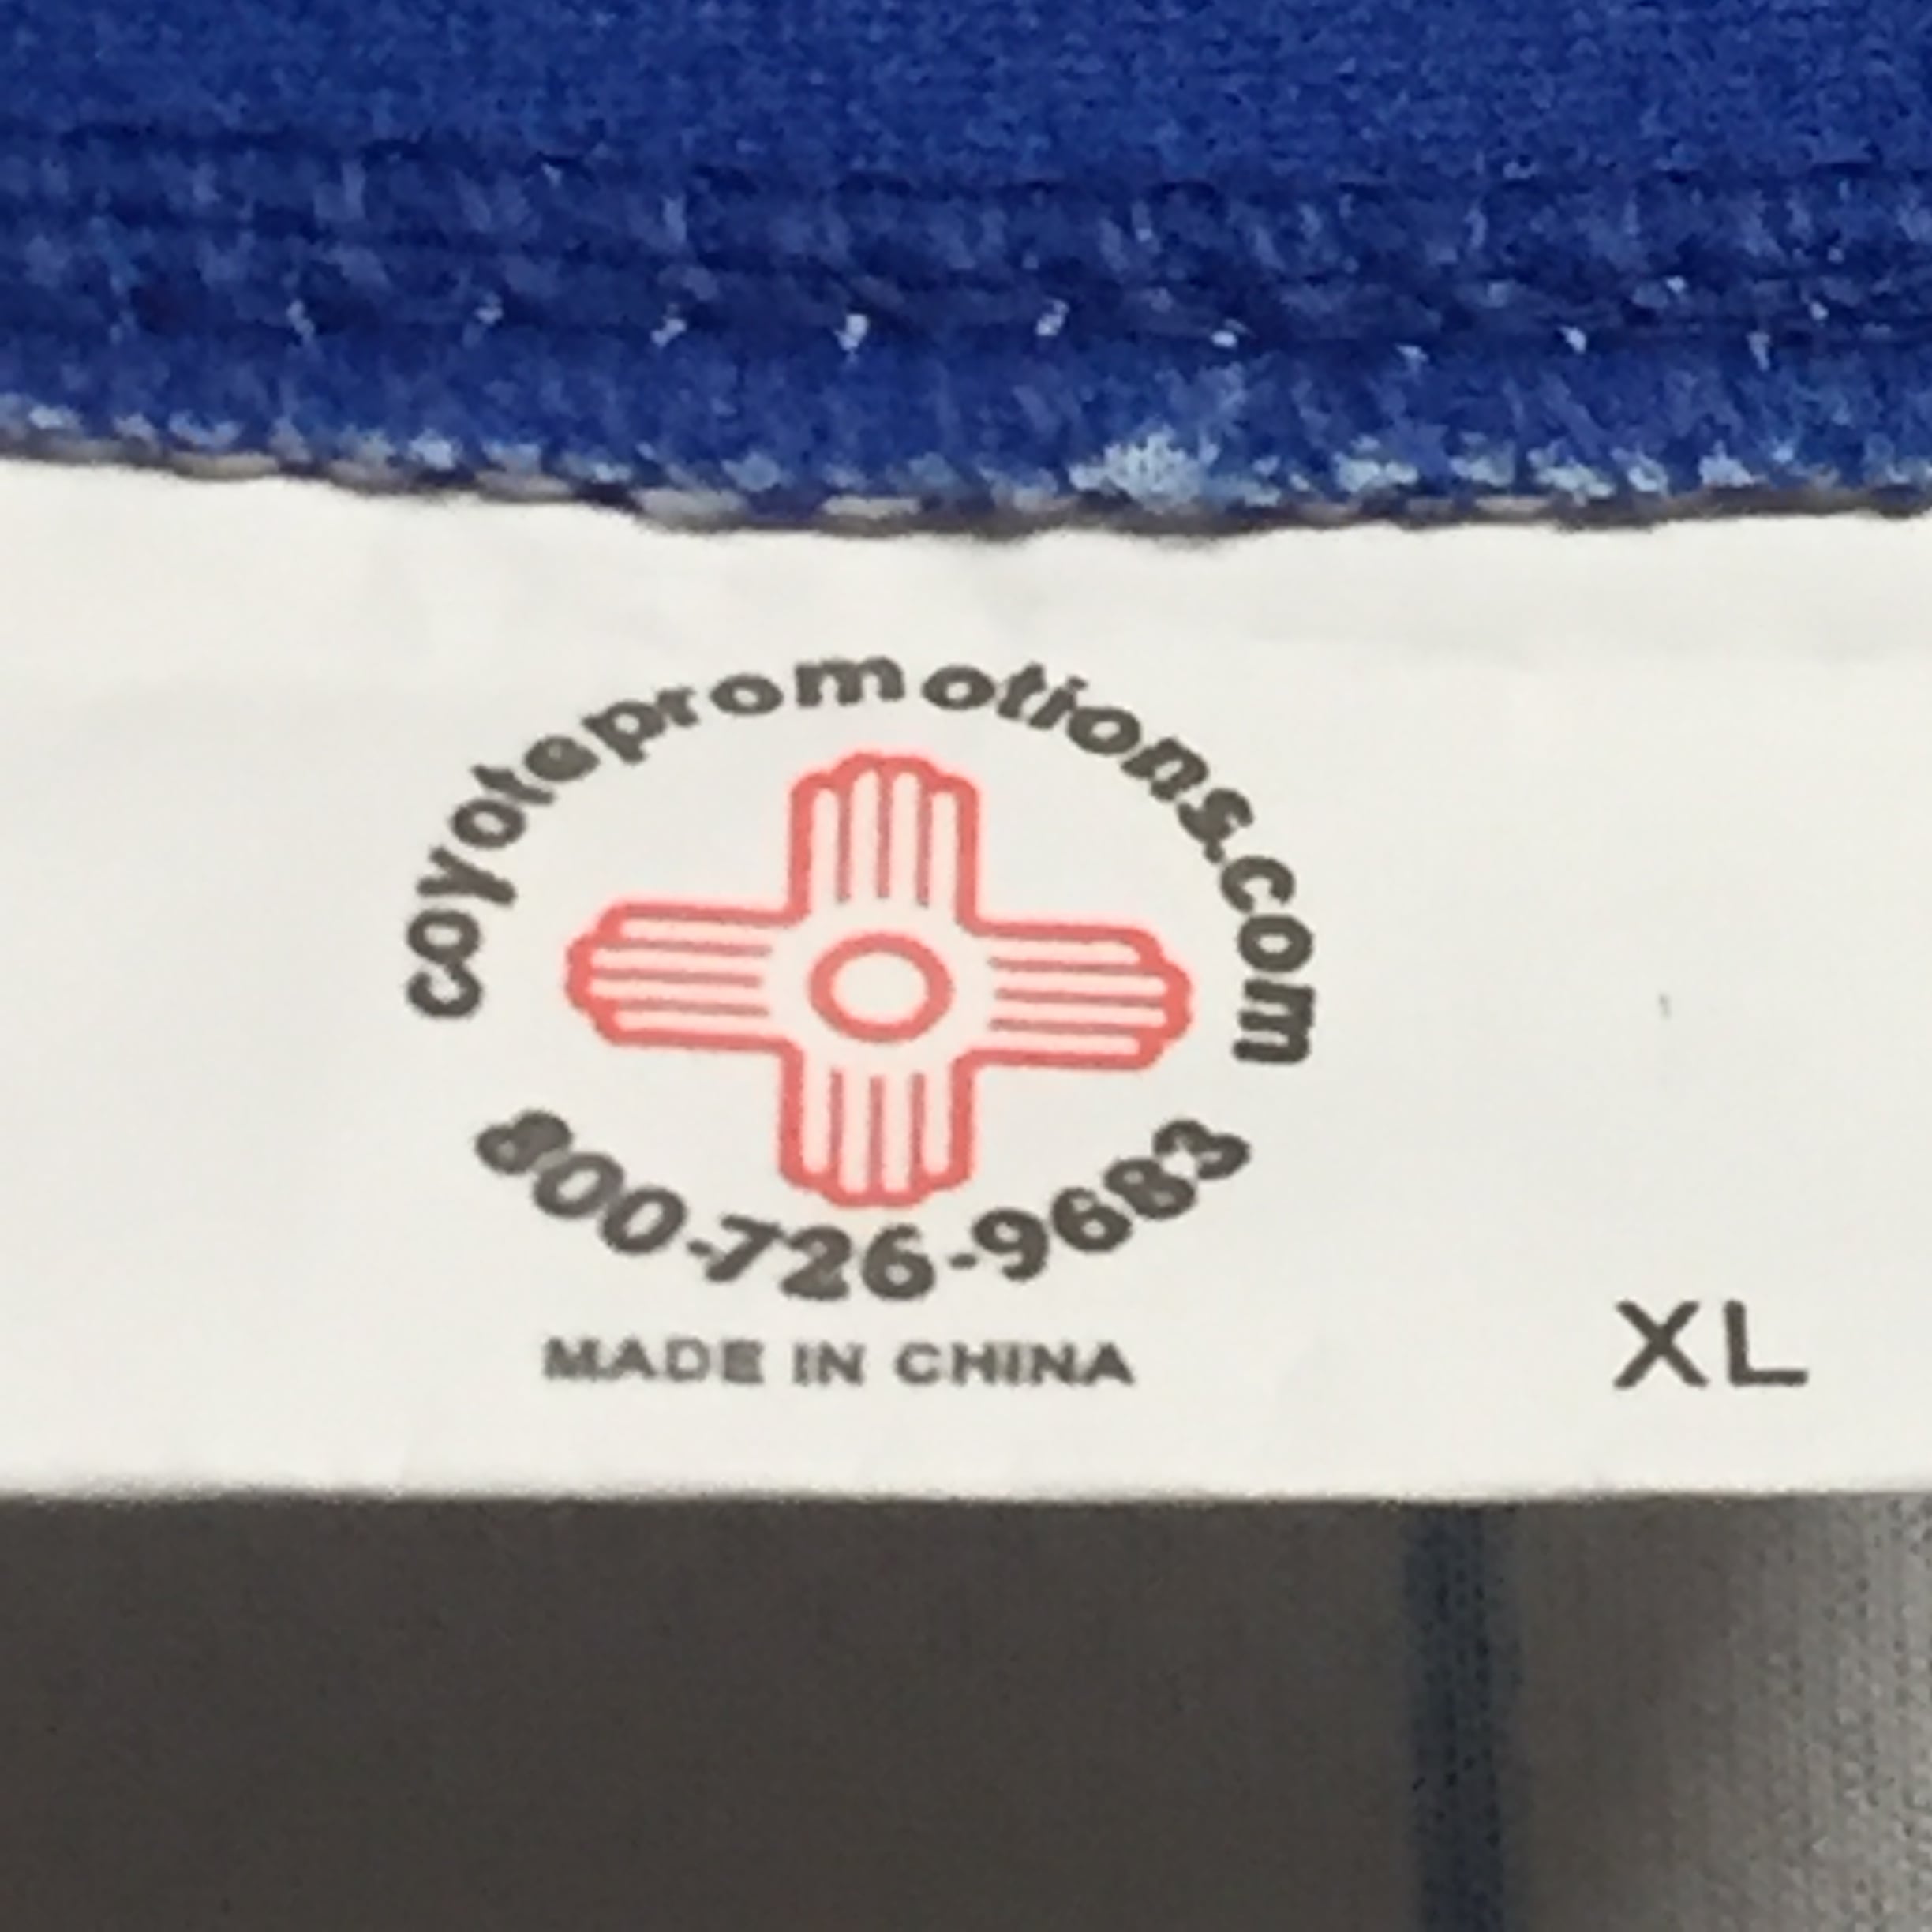 coyotepromotions.com
800-726-9683
MADE IN CHINA
XL